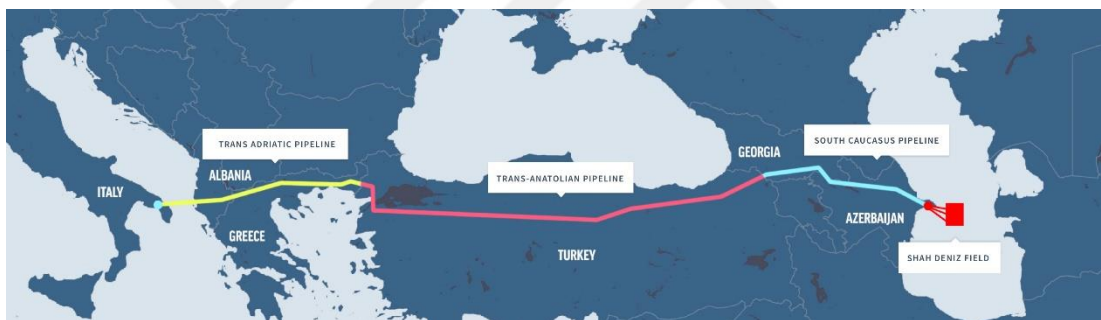 TRANS ADRIATIC PIPELINE
SOUTH CAUCASUS PIPELINE
GEORGIA
ALBANIA
TRANS-ANATOLIAN PIPELINE
ITALY
AZERBAIJAN
GREECE
TURKEY
SHAH DENIZ FIELD